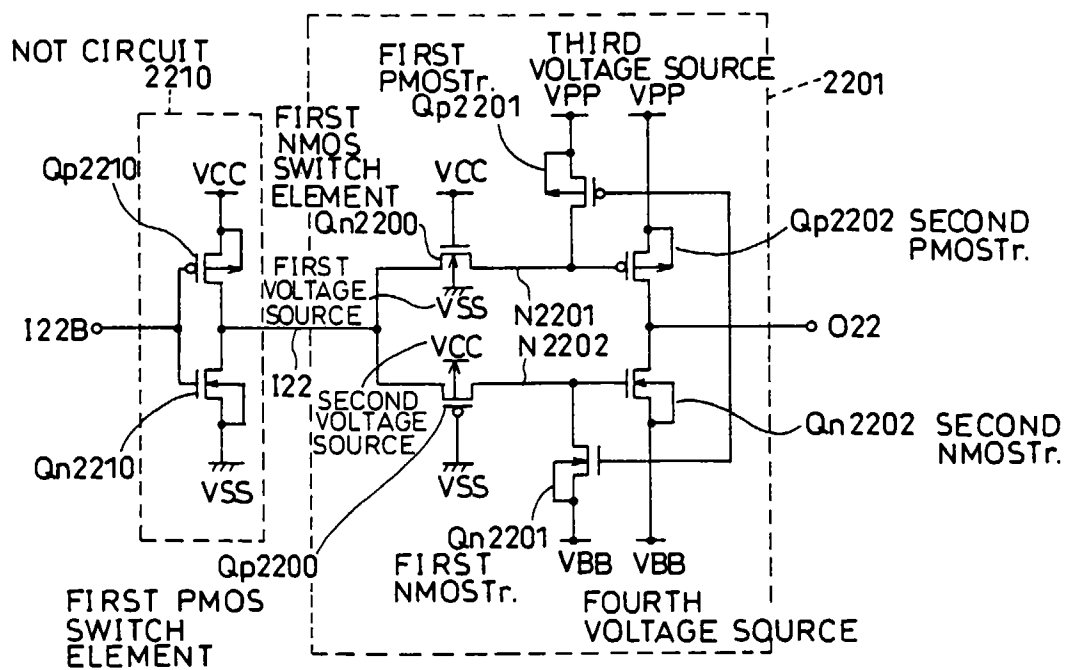 NOT CIRCUIT
2210
FIRST
PMOSTr.
Qp2201
THIRD
VOLTAGE SOURCE
VPP
VPP
2201
Qp2210
VCC
FIRST
NMOS
SWITCH
ELEMENT
Qn2200
VCC
Qp2202 SECOND
PMOSTr.
FIRST
VOLTAGE
SOURCE
VSS
N2201
I22B
I22
VCC
N2202
O22
SECOND
VOLTAGE
SOURCE
Qn2202 SECOND
NMOSTr.
Qn2210
VSS
VSS
Qp2200
Qn2201
FIRST
NMOSTr.
VBB
VBB
FIRST PMOS
SWITCH
ELEMENT
FOURTH
VOLTAGE SOURCE